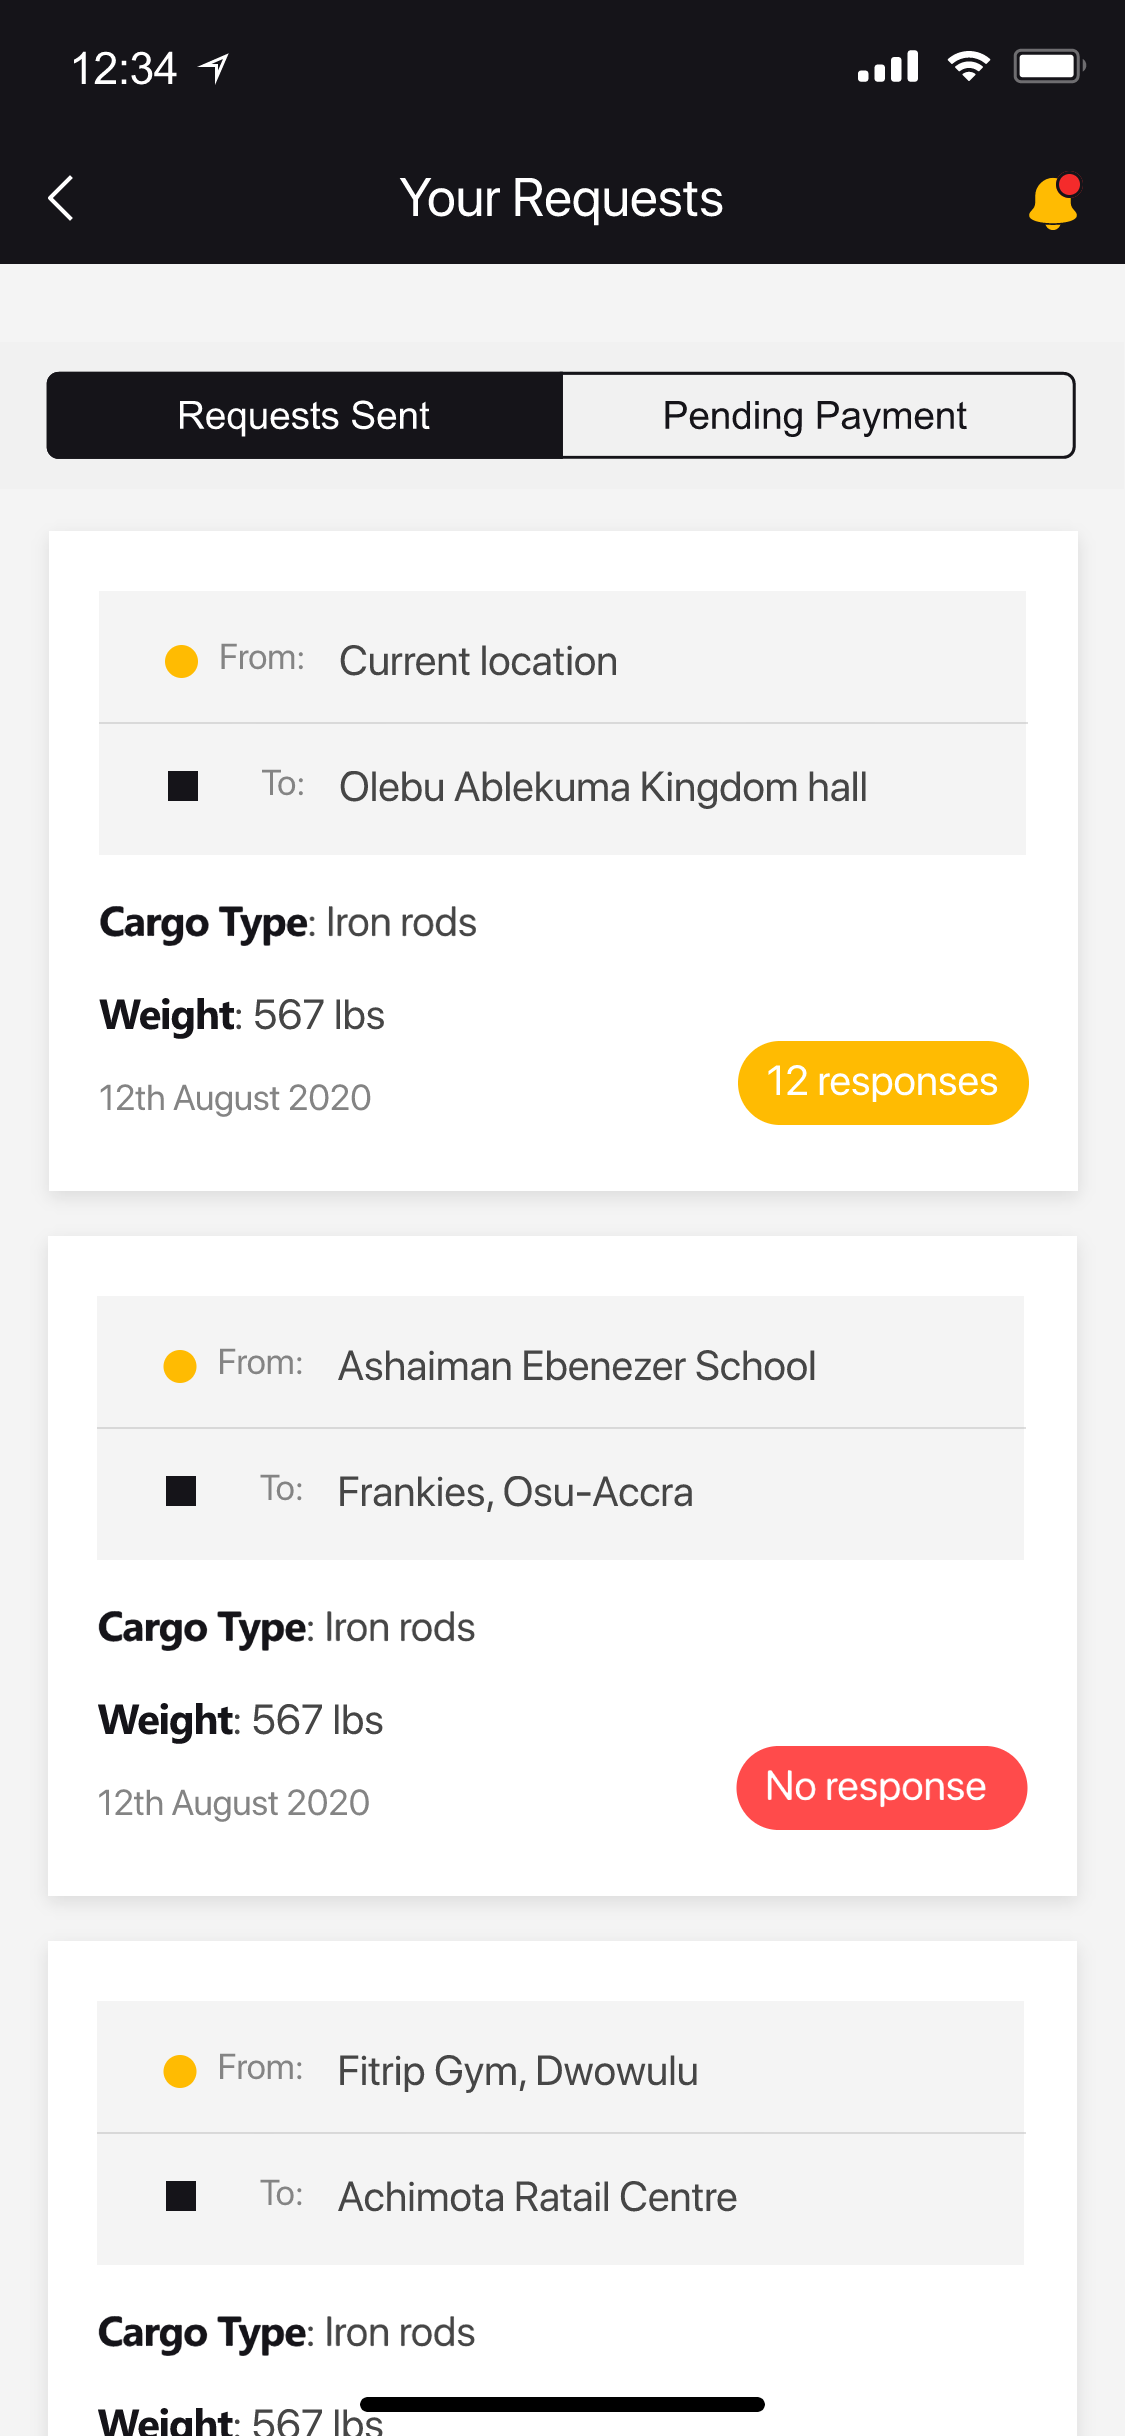 12:34
Your Requests
Requests Sent
Pending Payment
From: Current location
To: Olebu Ablekuma Kingdom hall
Cargo Type: Iron rods
Weight: 567 lbs
12th August 2020
12 responses
From: Ashaiman Ebenezer School
To: Frankies, Osu-Accra
Cargo Type: Iron rods
Weight: 567 lbs
12th August 2020
No response
From: Fitrip Gym, Dwowulu
To: Achimota Ratail Centre
Cargo Type: Iron rods
Weight: 567 lbs